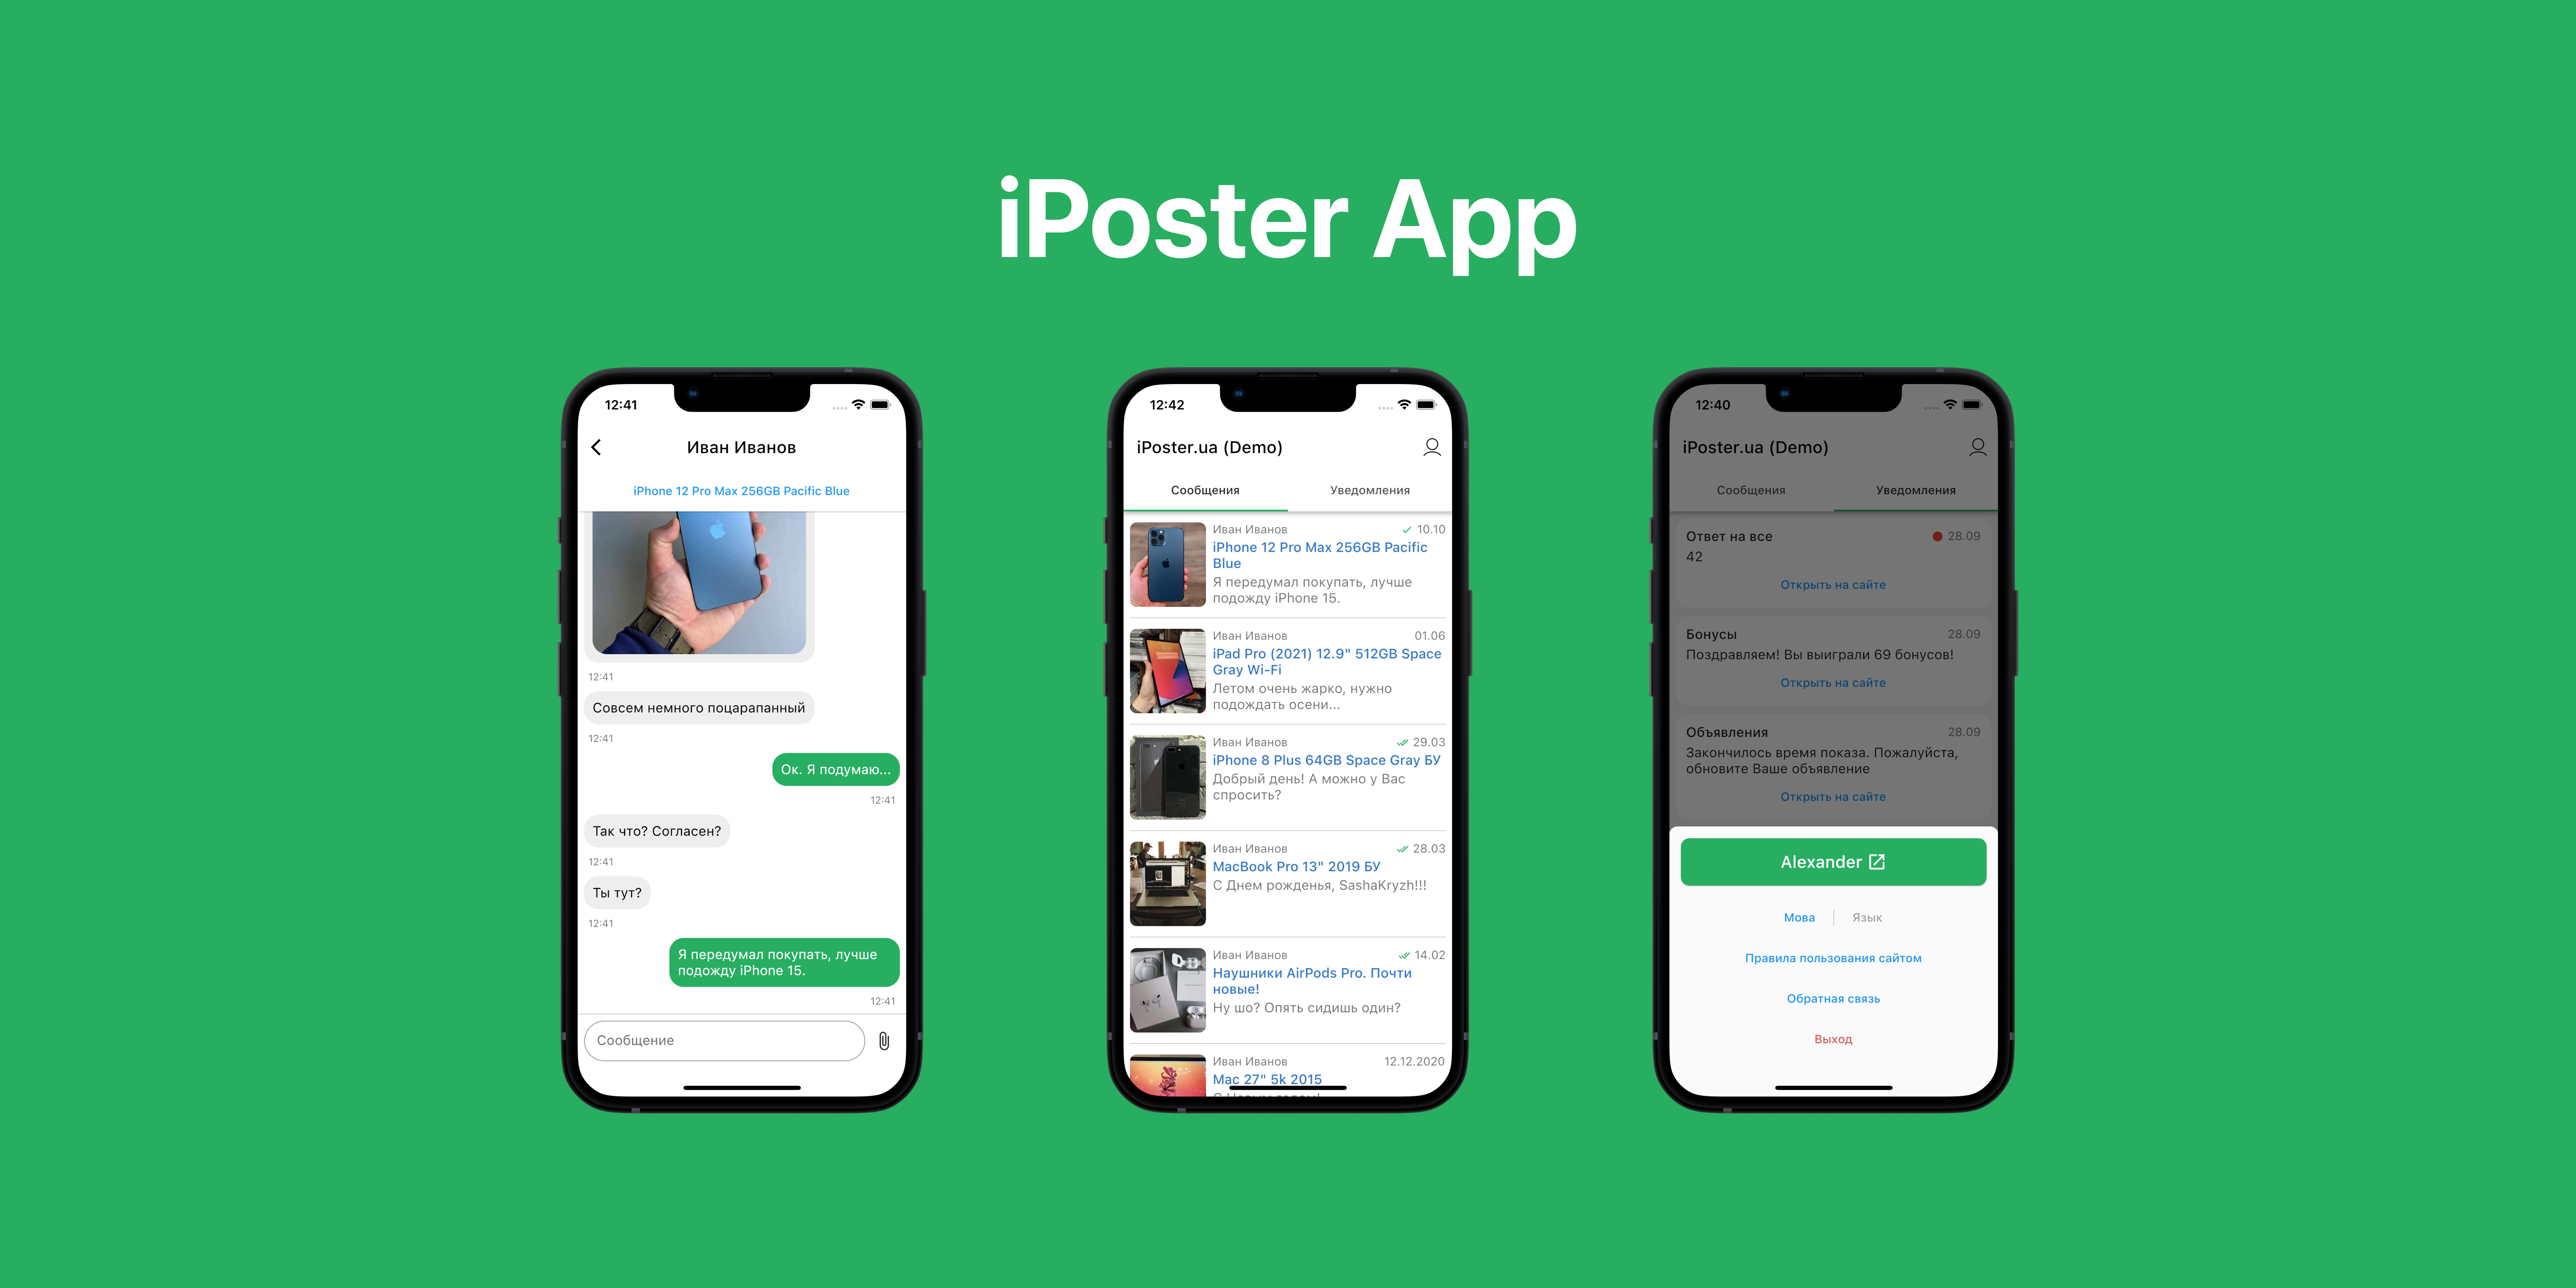 iPoster App
12:41
Иван Иванов
iPhone 12 Pro Max 256GB Pacific Blue
12:41
Совсем немного поцарапанный
12:41
Ок. Я подумаю...
12:41
Так что? Согласен?
12:41
Ты тут?
12:41
Я передумал покупать, лучше
подожду iPhone 15.
12:41
Сообщение
12:42
iPoster.ua (Demo)
Сообщения Уведомления
Иван Иванов 10.10
iPhone 12 Pro Max 256GB Pacific
Blue
Я передумал покупать, лучше
подожду iPhone 15.
Иван Иванов 01.06
iPad Pro (2021) 12.9" 512GB Space
Gray Wi-Fi
Летом очень жарко, нужно
подождать осени...
Иван Иванов 29.03
iPhone 8 Plus 64GB Space Gray БУ
Добрый день! А можно у Вас
спросить?
Иван Иванов 28.03
MacBook Pro 13" 2019 БУ
С Днем рожденья, SashaKryzh!!!
Иван Иванов 14.02
Наушники AirPods Pro. Почти
новые!
Ну шо? Опять сидишь один?
Иван Иванов 12.12.2020
Mac 27" 5k 2015
12:40
iPoster.ua (Demo)
Сообщения Уведомления
Ответ на все 28.09
42
Открыть на сайте
Бонусы 28.09
Поздравляем! Вы выиграли 69 бонусов!
Открыть на сайте
Объявления 28.09
Закончилось время показа. Пожалуйста,
обновите Ваше объявление
Открыть на сайте
Alexander
Мова Язык
Правила пользования сайтом
Обратная связь
Выход